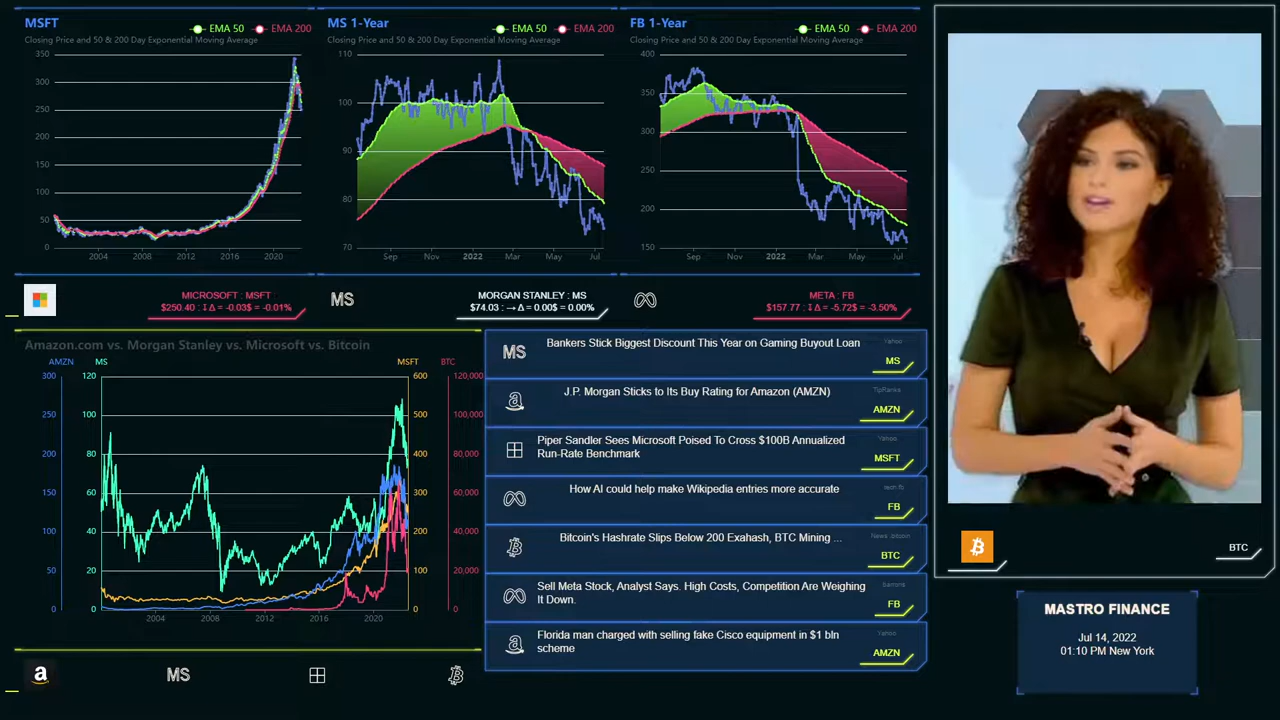 MSFT
EMA 50 EMA 200
Closing Price and 50 & 200 Day Exponential Moving Average
350
300
250
200
150
100
50
0
2004 2008 2012 2016 2020
MS 1-Year
EMA 50 EMA 200
Closing Price and 50 & 200 Day Exponential Moving Average
110
100
90
80
70
Sep Nov 2022 Mar May Jul
FB 1-Year
EMA 50 EMA 200
Closing Price and 50 & 200 Day Exponential Moving Average
400
350
300
250
200
150
Sep Nov 2022 Mar May Jul
MICROSOFT : MSFT
$250.40 : ↧ Δ = -0.03$ = -0.01%
MS
MORGAN STANLEY : MS
$74.03 : → Δ = 0.00$ = 0.00%
META : FB
$157.77 : ↧ Δ = -5.72$ = -3.50%
Amazon.com vs. Morgan Stanley vs. Microsoft vs. Bitcoin
AMZN MS MSFT BTC
300 120 600 120,000
250 100 500 100,000
200 80 400 80,000
150 60 300 60,000
100 40 200 40,000
50 20 100 20,000
0 0 0 0
2004 2008 2012 2016 2020
MS
MS
Bankers Stick Biggest Discount This Year on Gaming Buyout Loan
Yahoo
MS
J.P. Morgan Sticks to Its Buy Rating for Amazon (AMZN)
TipRanks
AMZN
Piper Sandler Sees Microsoft Poised To Cross $100B Annualized
Run-Rate Benchmark
Yahoo
MSFT
How AI could help make Wikipedia entries more accurate
FB
Bitcoin's Hashrate Slips Below 200 Exahash, BTC Mining ...
News .bitcoin
BTC
Sell Meta Stock, Analyst Says. High Costs, Competition Are Weighing
It Down.
barrons
FB
Florida man charged with selling fake Cisco equipment in $1 bln
scheme
Yahoo
AMZN
BTC
MASTRO FINANCE
Jul 14, 2022
01:10 PM New York